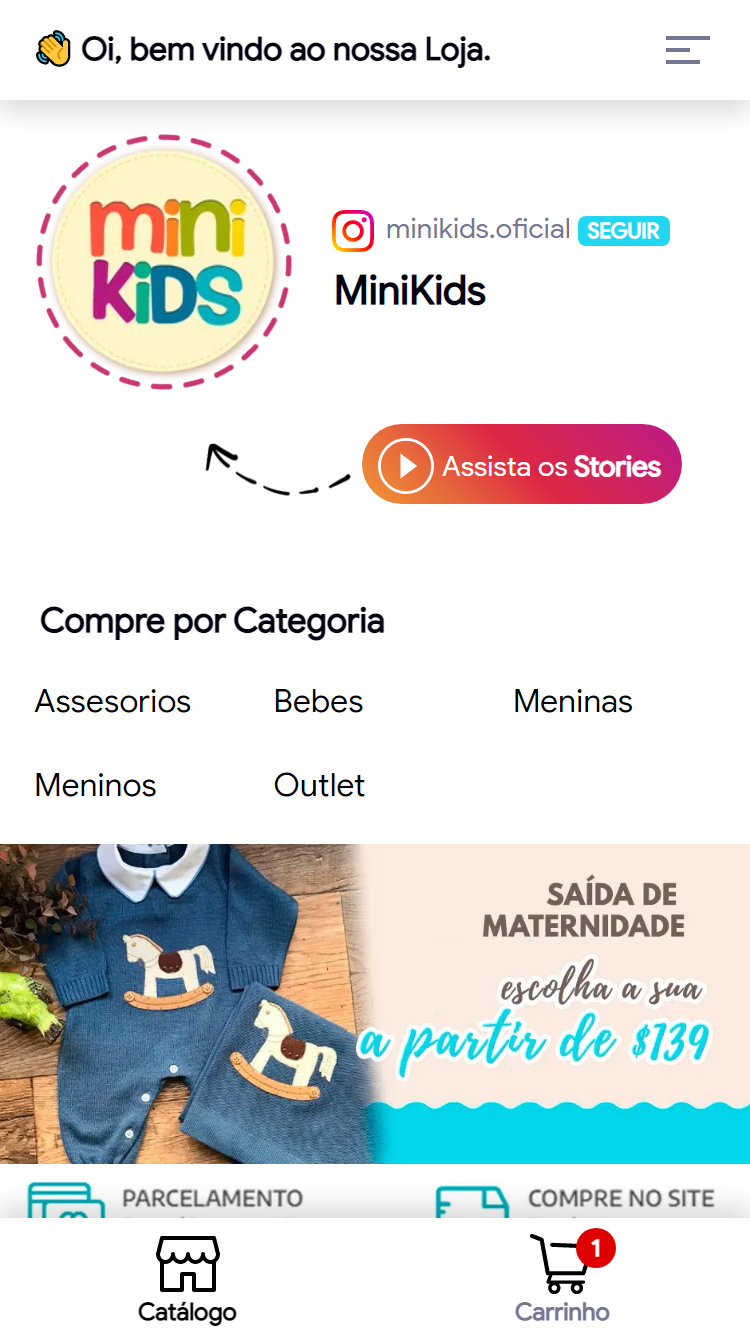 Oi, bem vindo ao nossa Loja.
mini
KiDS
minikids.oficial SEGUIR
MiniKids
Assista os Stories
Compre por Categoria
Assesorios Bebes Meninas
Meninos Outlet
SAÍDA DE
MATERNIDADE
escolha a sua
a partir de $139
PARCELAMENTO COMPRE NO SITE
1
Catálogo Carrinho